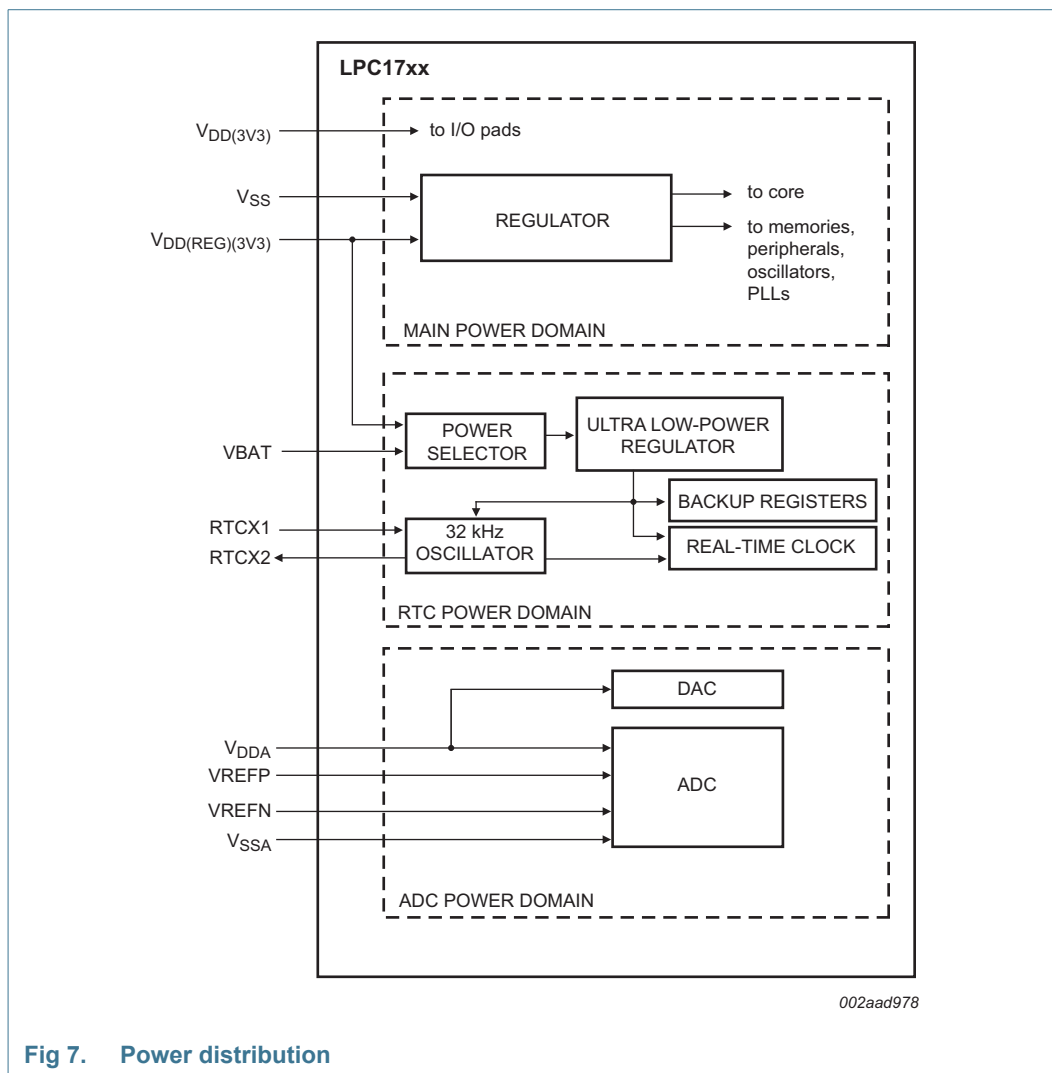 LPC17xx
VDD(3V3)
to I/O pads
VSS
REGULATOR
to core
VDD(REG)(3V3)
to memories,
peripherals,
oscillators,
PLLs
MAIN POWER DOMAIN
POWER
SELECTOR
ULTRA LOW-POWER
REGULATOR
VBAT
BACKUP REGISTERS
RTCX1
32 kHz
OSCILLATOR
REAL-TIME CLOCK
RTCX2
RTC POWER DOMAIN
DAC
VDDA
VREFP
ADC
VREFN
VSSA
ADC POWER DOMAIN
002aad978
Fig 7. Power distribution